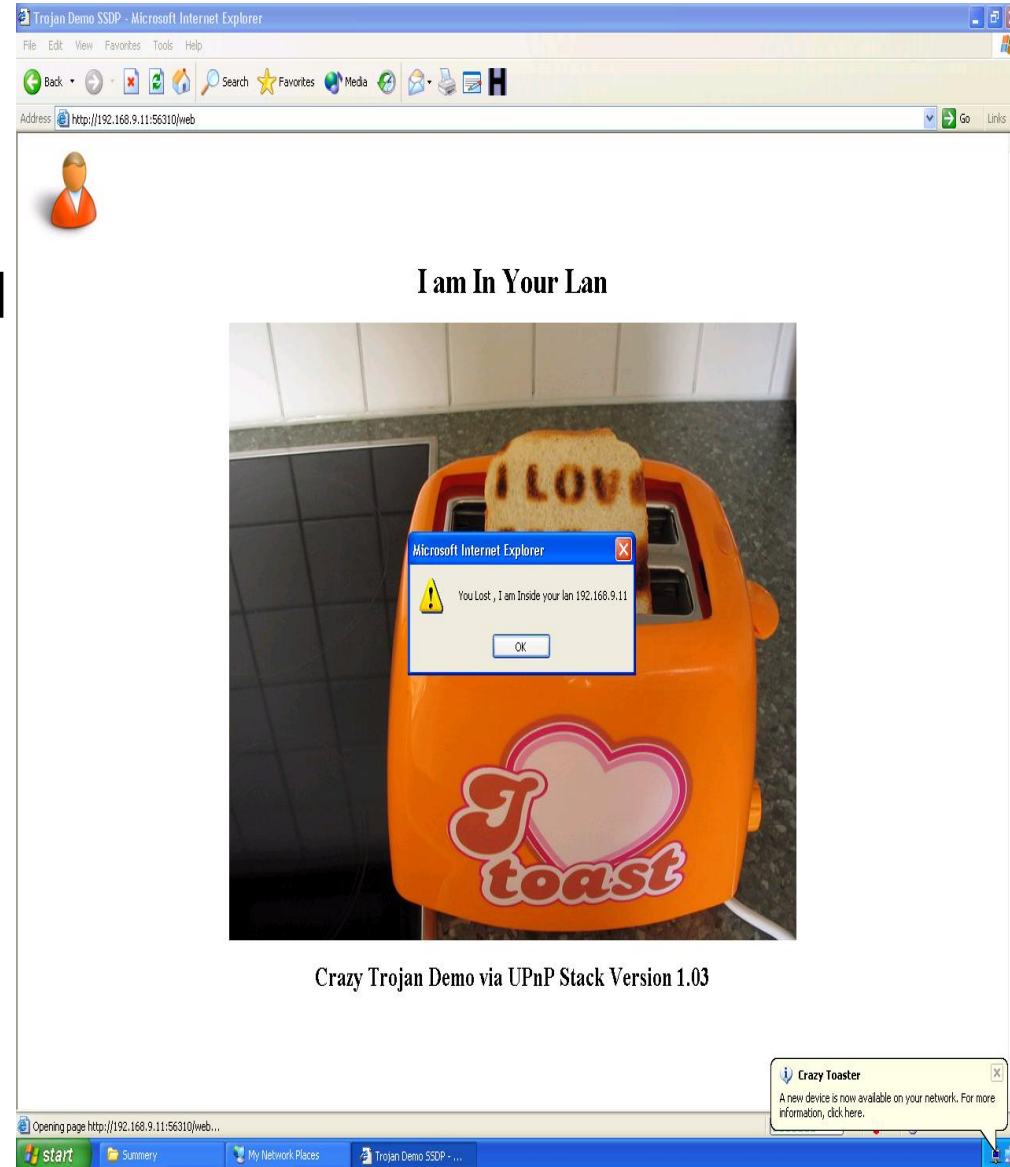 Trojan Demo SSDP - Microsoft Internet Explorer
File Edit View Favorites Tools Help
Back Search Favorites Media H
Address http://192.168.9.11:56310/web Go Links
I am In Your Lan
I LOV
Microsoft Internet Explorer
You Lost , I am Inside your lan 192.168.9.11
OK
I
toast
Crazy Trojan Demo via UPnP Stack Version 1.03
Crazy Toaster
A new device is now available on your network. For more
information, click here.
Opening page http://192.168.9.11:56310/web...
start Summery My Network Places Trojan Demo SSDP - ...